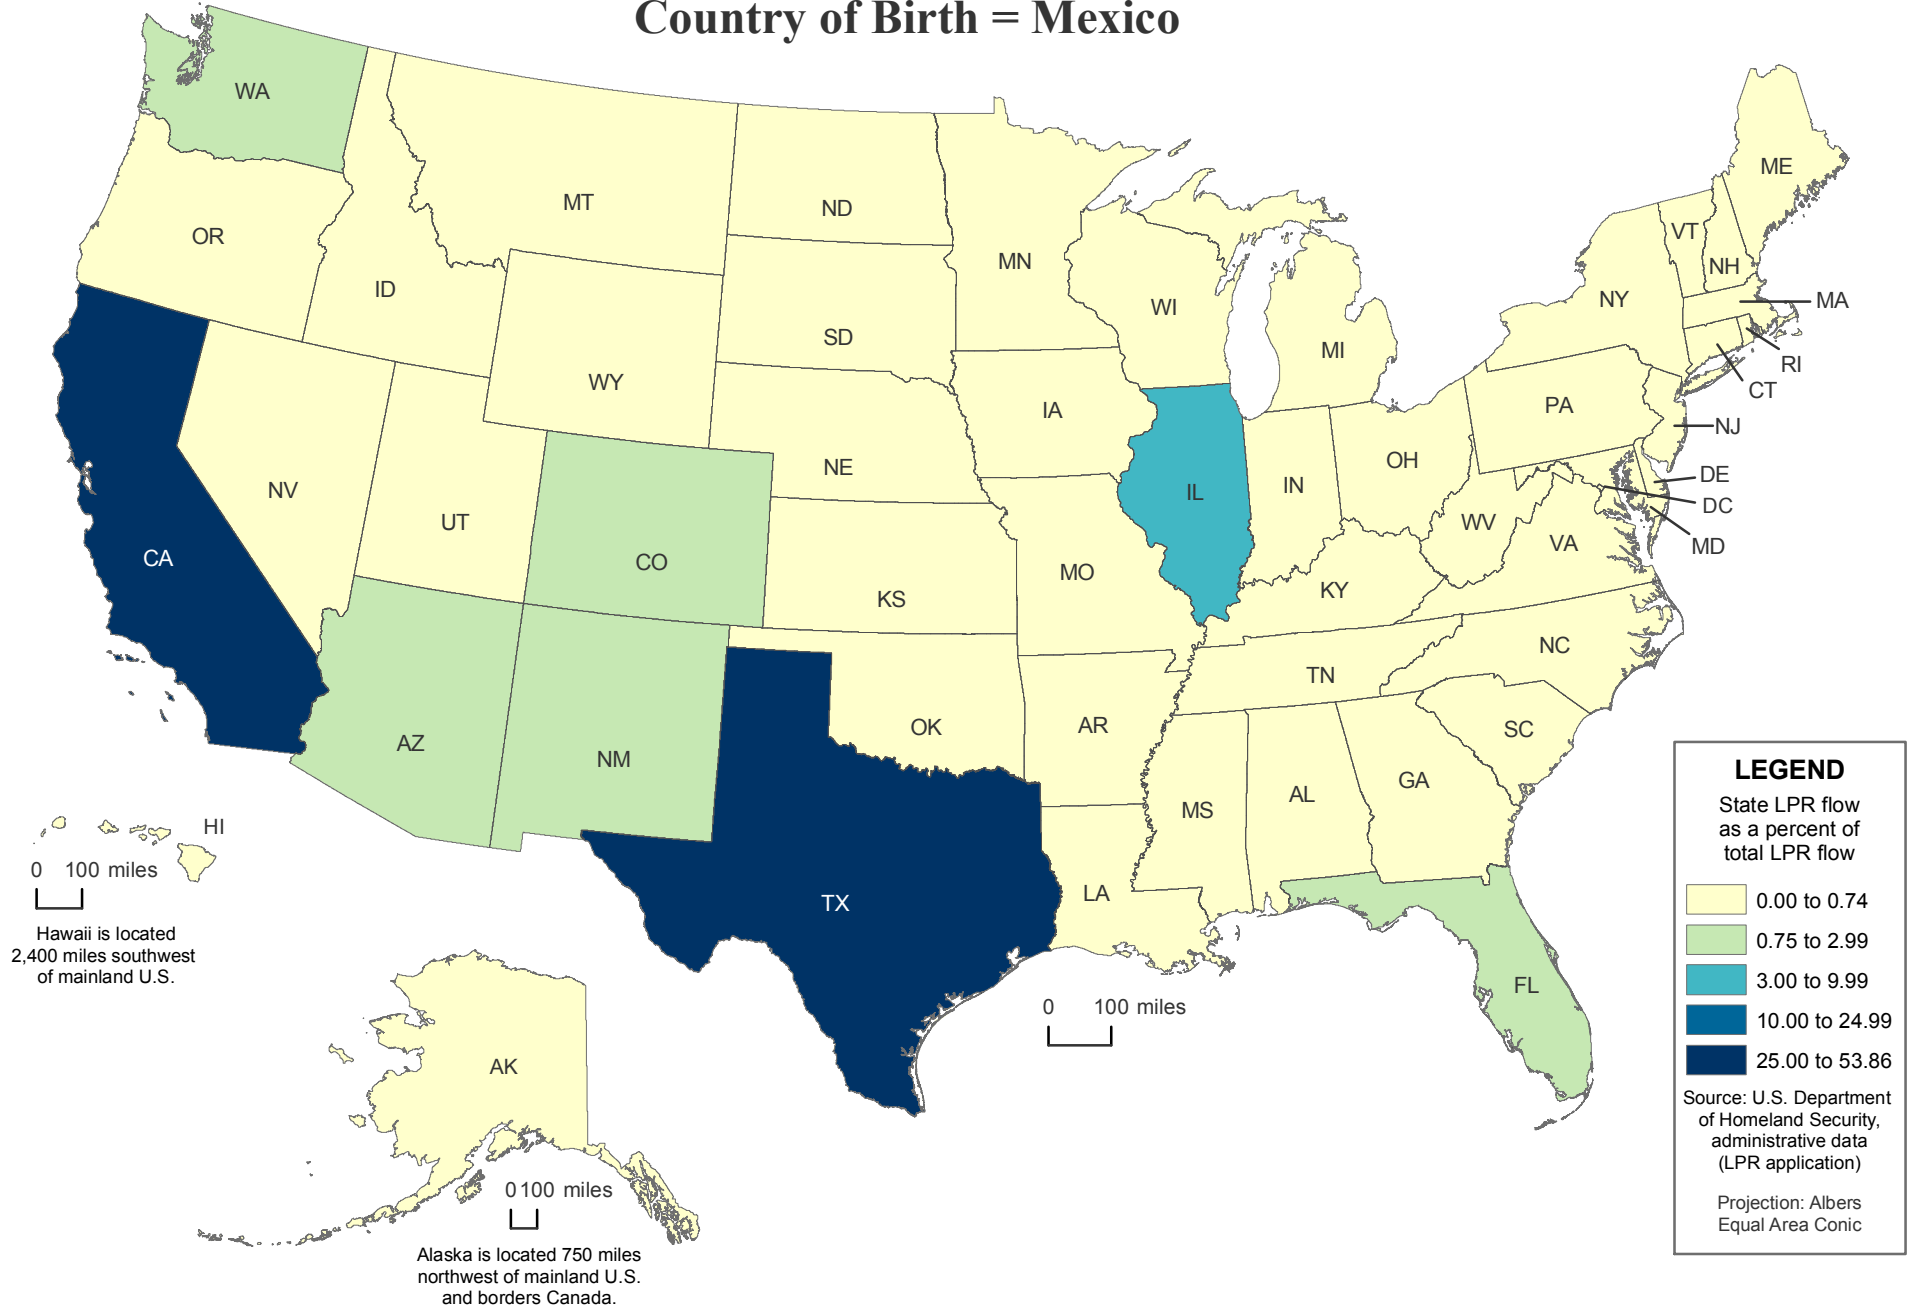 Country of Birth = Mexico
WA
OR
ID
MT
ND
MN
WI
MI
ME
VT
NH
NY
MA
RI
CT
NJ
PA
DE
DC
MD
CA
NV
UT
WY
SD
NE
IA
IL
IN
OH
WV
VA
CO
KS
MO
KY
NC
TN
SC
AZ
NM
OK
AR
MS
AL
GA
TX
LA
FL
HI
0 100 miles
Hawaii is located
2,400 miles southwest
of mainland U.S.
AK
0 100 miles
Alaska is located 750 miles
northwest of mainland U.S.
and borders Canada.
0 100 miles
LEGEND
State LPR flow
as a percent of
total LPR flow
0.00 to 0.74
0.75 to 2.99
3.00 to 9.99
10.00 to 24.99
25.00 to 53.86
Source: U.S. Department
of Homeland Security,
administrative data
(LPR application)
Projection: Albers
Equal Area Conic